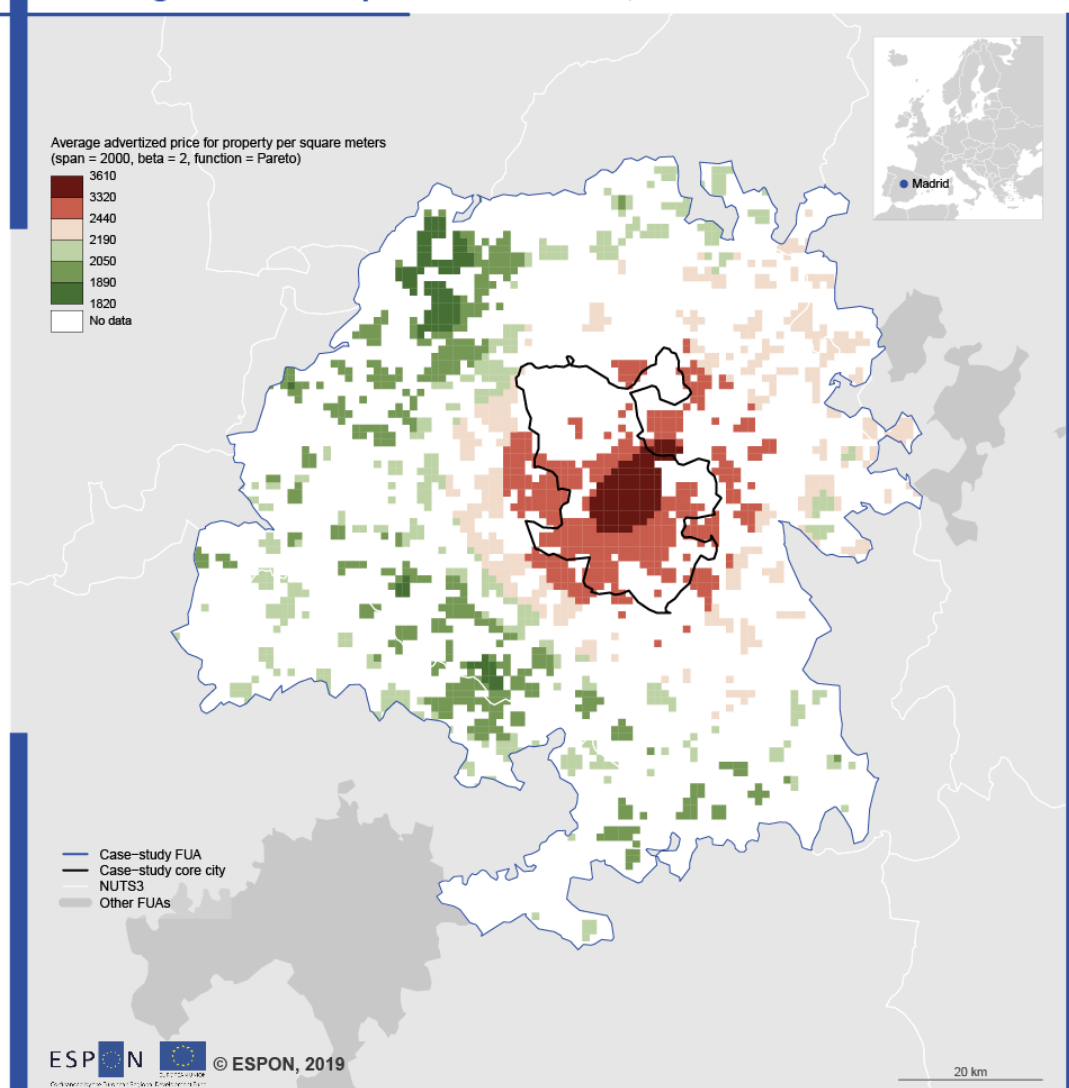 Average advertized price for property per square meters
(span = 2000, beta = 2, function = Pareto)
3610
3320
2440
2190
2050
1890
1820
No data
Madrid
Case−study FUA
Case−study core city
NUTS3
Other FUAs
ESPON
© ESPON, 2019
20 km